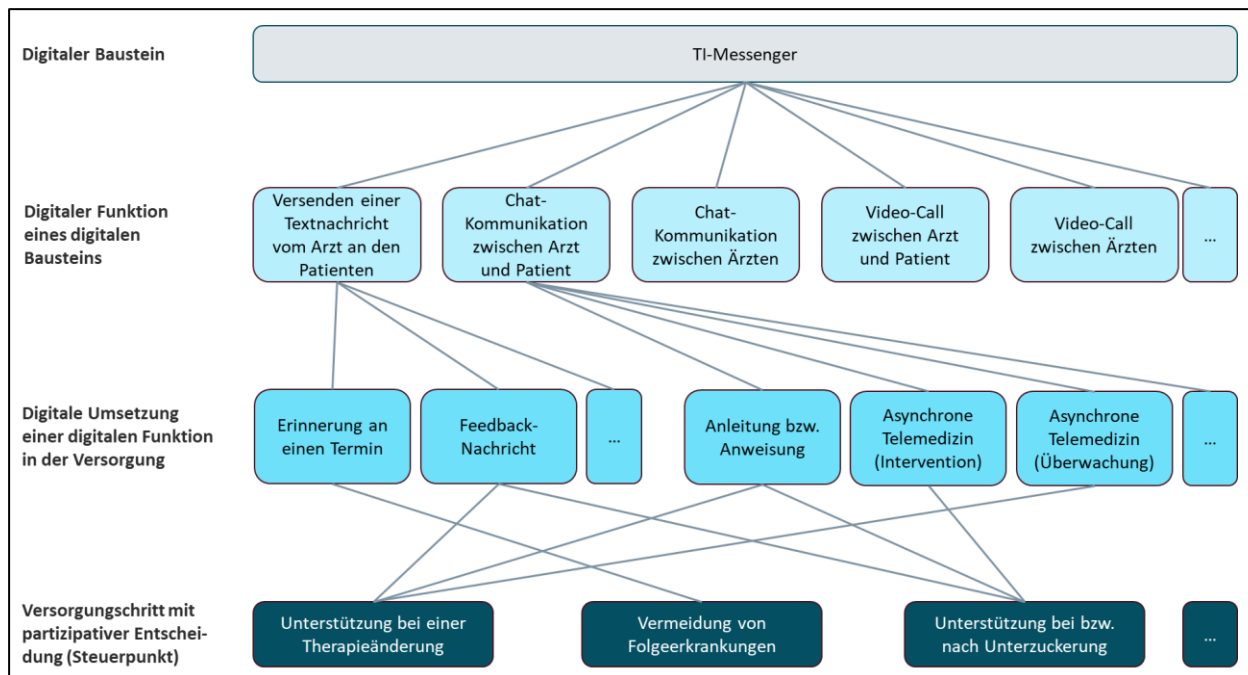 Digitaler Baustein
TI-Messenger
Digitaler Funktion
eines digitalen
Bausteins
Versenden einer
Textnachricht
vom Arzt an den
Patienten
Chat-
Kommunikation
zwischen Arzt
und Patient
Chat-
Kommunikation
zwischen Ärzten
Video-Call
zwischen Arzt
und Patient
Video-Call
zwischen Ärzten
...
Digitale Umsetzung
einer digitalen Funktion
in der Versorgung
Erinnerung an
einen Termin
Feedback-
Nachricht
...
Anleitung bzw.
Anweisung
Asynchrone
Telemedizin
(Intervention)
Asynchrone
Telemedizin
(Überwachung)
...
Versorgungschritt mit
partizipativer Entschei-
dung (Steuerpunkt)
Unterstützung bei einer
Therapieänderung
Vermeidung von
Folgeerkrankungen
Unterstützung bei bzw.
nach Unterzuckerung
...